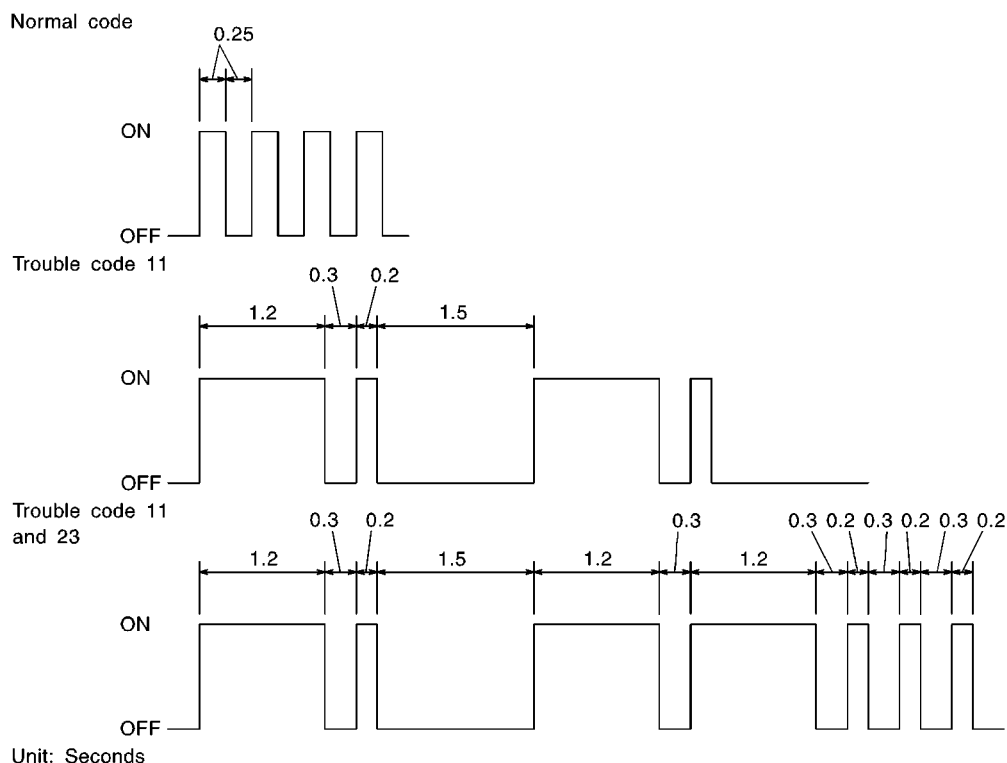 Normal code
0.25
ON
OFF
Trouble code 11
0.3 0.2
1.2 1.5
ON
OFF
Trouble code 11
and 23
0.3 0.2 0.3 0.3 0.2 0.3 0.2 0.3 0.2
1.2 1.5 1.2 1.2
ON
OFF
Unit: Seconds